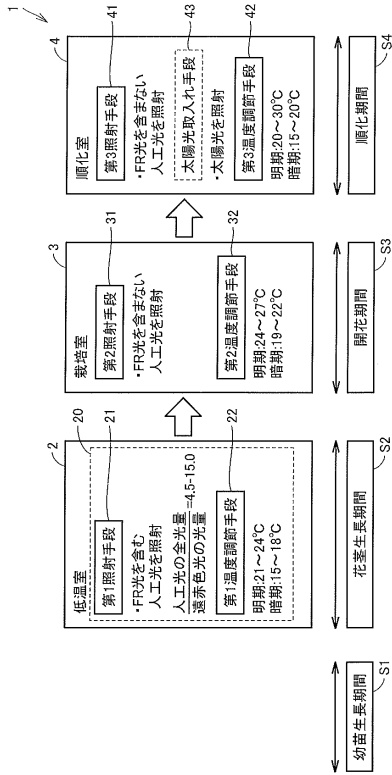 1
2
低温室
20
21
第1照射手段
・FR光を含む
人工光を照射
人工光の全光量
遠赤色光の光量
=4.5-15.0
22
第1温度調節手段
明期:21~24℃
暗期:15~18℃
3
栽培室
31
第2照射手段
・FR光を含まない
人工光を照射
32
第2温度調節手段
明期:24~27℃
暗期:19~22℃
4
順化室
41
第3照射手段
・FR光を含まない
人工光を照射
43
太陽光取入れ手段
・太陽光を照射
42
第3温度調節手段
明期:20~30℃
暗期:15~20℃
幼苗生長期間
S1
花茎生長期間
S2
開花期間
S3
順化期間
S4